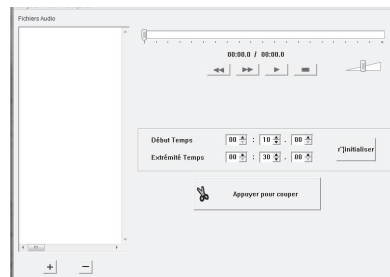 Fichiers Audio
00:00.0 / 00:00.0
Début Temps 00 : 10 . 00
Extrémité Temps 00 : 30 . 00
r˜]initialiser
Appuyer pour couper